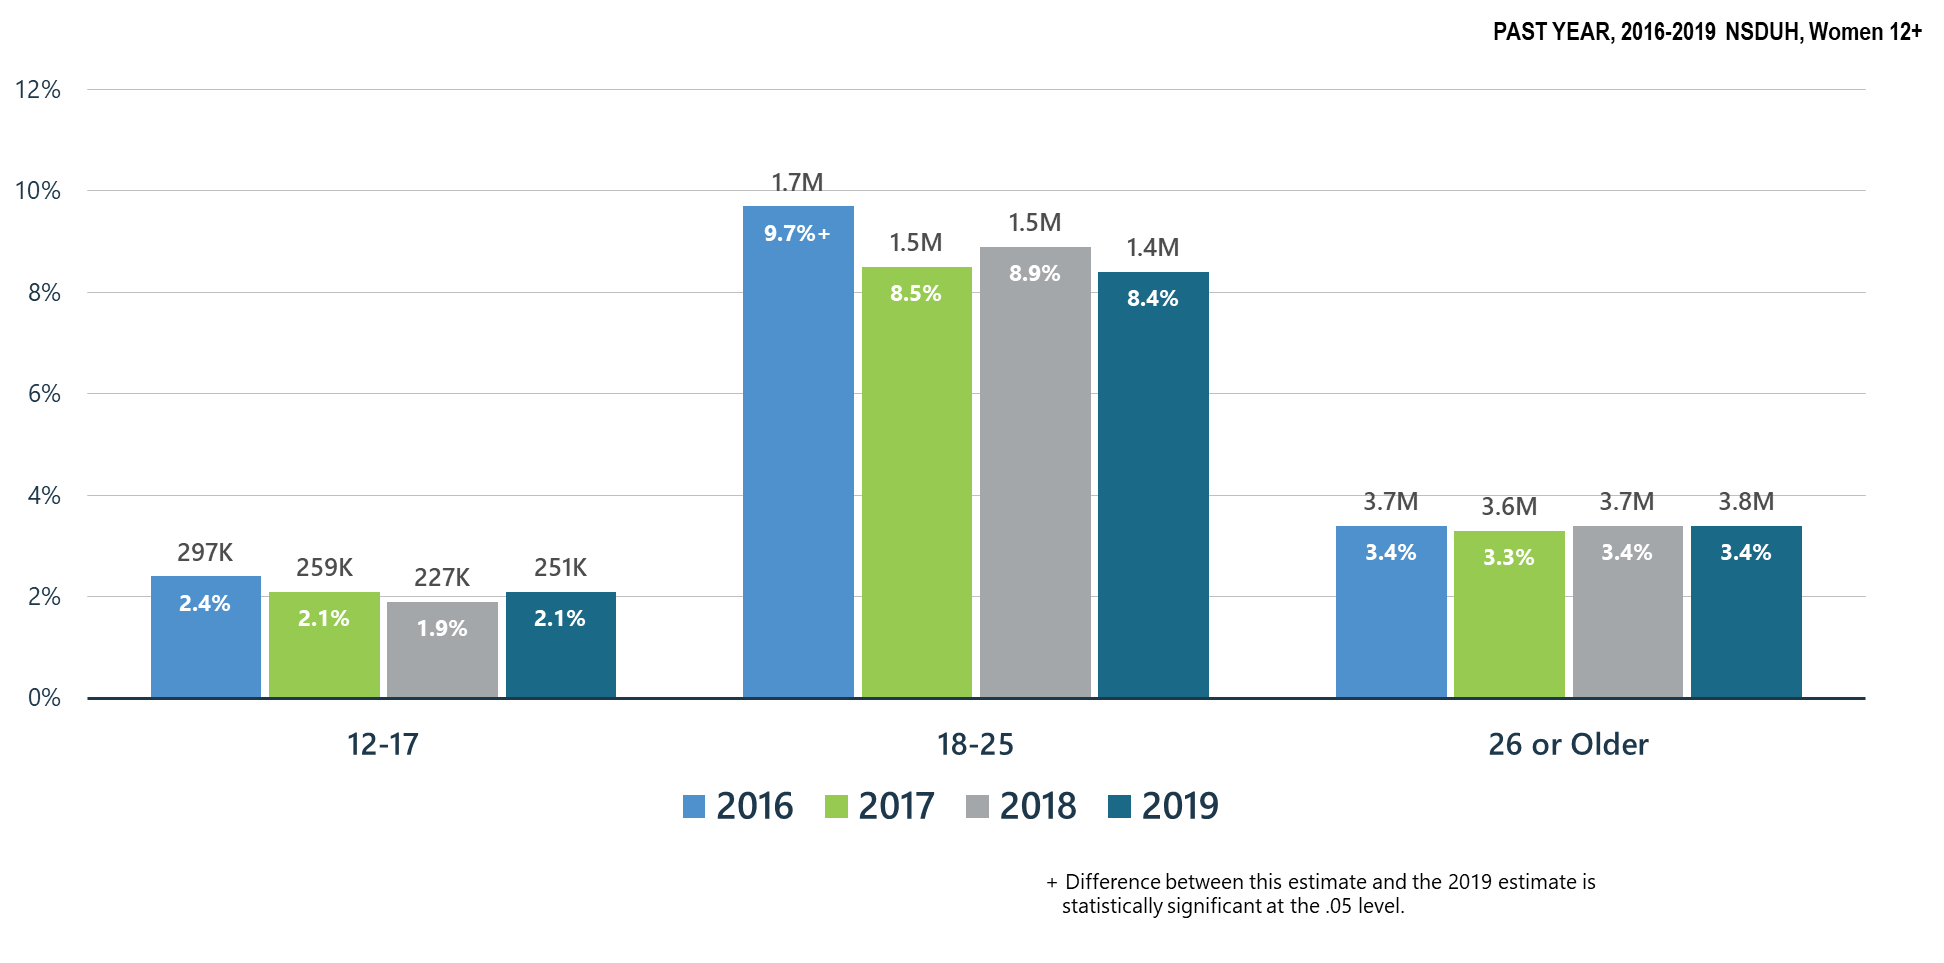 PAST YEAR, 2016-2019 NSDUH, Women 12+
12%
10%
8%
6%
4%
2%
0%
297K
259K
227K
251K
2.4%
2.1%
1.9%
2.1%
1.7M
1.5M
1.5M
1.4M
9.7%+
8.5%
8.9%
8.4%
3.7M
3.6M
3.7M
3.8M
3.4%
3.3%
3.4%
3.4%
12-17
18-25
26 or Older
2016
2017
2018
2019
+ Difference between this estimate and the 2019 estimate is
statistically significant at the .05 level.